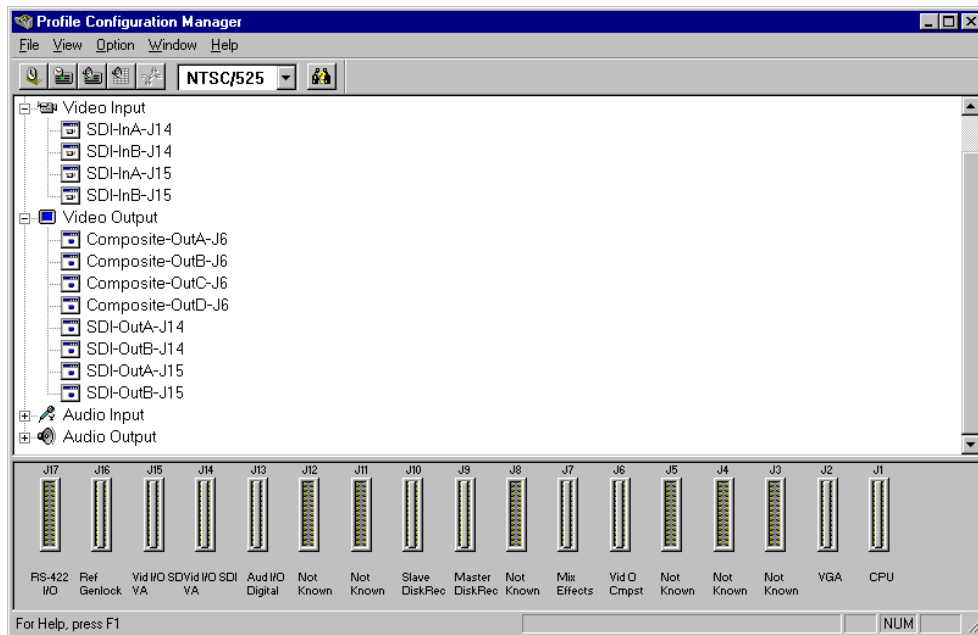 Profile Configuration Manager
File View Option Window Help
NTSC/525
Video Input
SDI-InA-J14
SDI-InB-J14
SDI-InA-J15
SDI-InB-J15
Video Output
Composite-OutA-J6
Composite-OutB-J6
Composite-OutC-J6
Composite-OutD-J6
SDI-OutA-J14
SDI-OutB-J14
SDI-OutA-J15
SDI-OutB-J15
Audio Input
Audio Output
J17 J16 J15 J14 J13 J12 J11 J10 J9 J8 J7 J6 J5 J4 J3 J2 J1
RS-422 Ref Vid I/O SDVid I/O SDI Aud I/O Not Not Slave Master Not Mix Vid O Not Not Not VGA CPU
I/O Genlock VA VA Digital Known Known DiskRec DiskRec Known Effects Cmpst Known Known Known
For Help, press F1 NUM